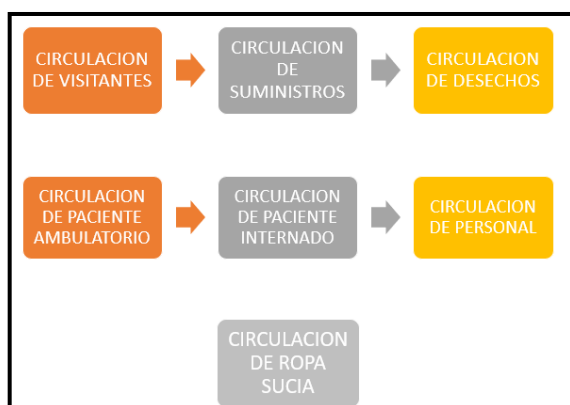 CIRCULACION
DE VISITANTES
CIRCULACION
DE
SUMINISTROS
CIRCULACION
DE DESECHOS
CIRCULACION
DE PACIENTE
AMBULATORIO
CIRCULACION
DE PACIENTE
INTERNADO
CIRCULACION
DE PERSONAL
CIRCULACION
DE ROPA
SUCIA